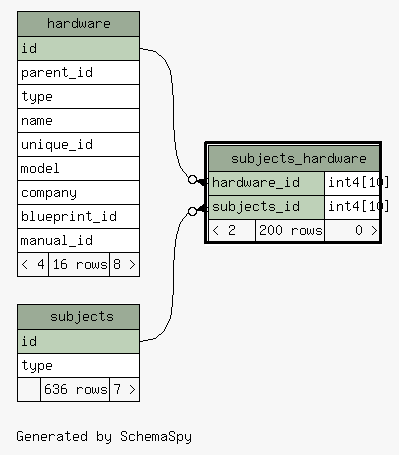 hardware
id
parent_id
type
name
unique_id
model
company
blueprint_id
manual_id
< 4 16 rows 8 >
subjects_hardware
hardware_id int4[10]
subjects_id int4[10]
< 2 200 rows 0 >
subjects
id
type
636 rows 7 >
Generated by SchemaSpy